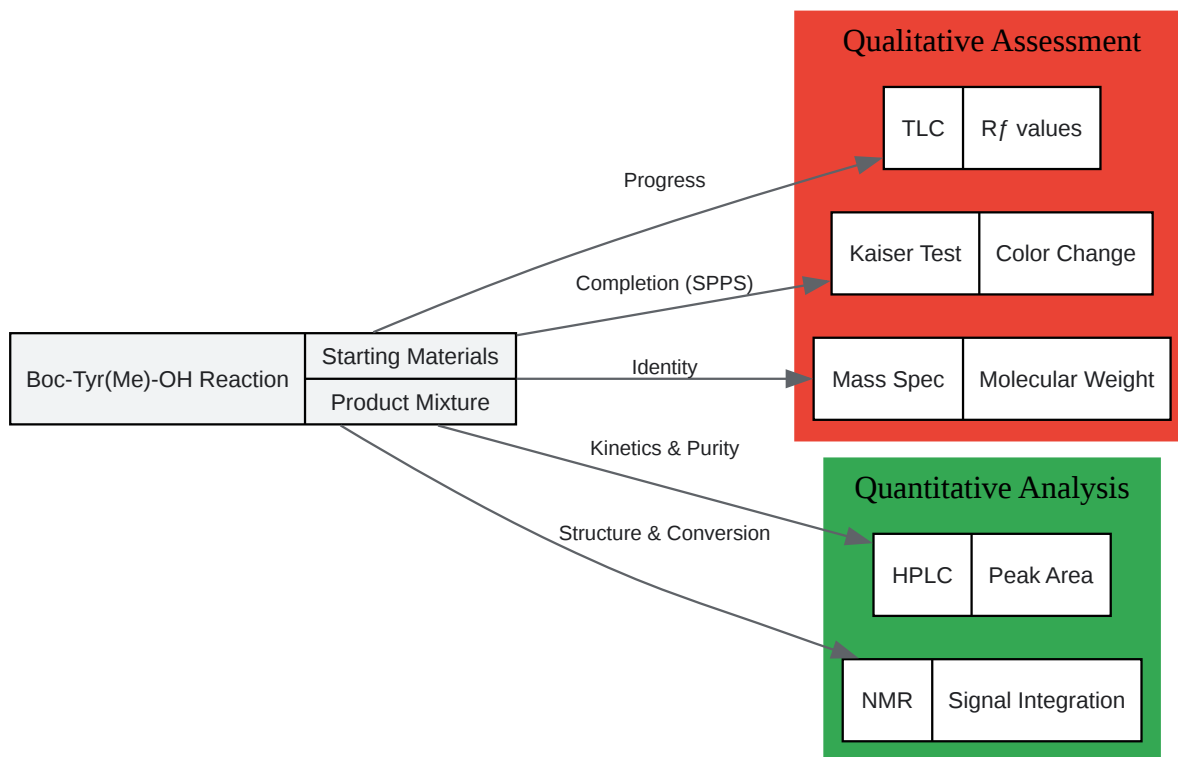 Qualitative Assessment
TLC
Rƒ values
Progress
Kaiser Test
Color Change
Completion (SPPS)
Boc-Tyr(Me)-OH Reaction
Starting Materials
Product Mixture
Identity
Mass Spec
Molecular Weight
Kinetics & Purity
Quantitative Analysis
Structure & Conversion
HPLC
Peak Area
NMR
Signal Integration